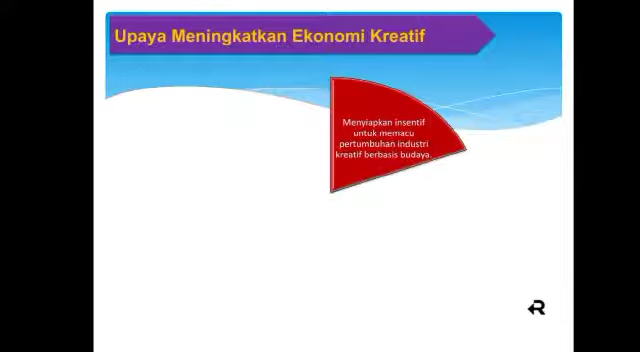 Upaya Meningkatkan Ekonomi Kreatif
Menyiapkan insentif
untuk memacu
pertumbuhan industri
kreatif berbasis budaya.
R